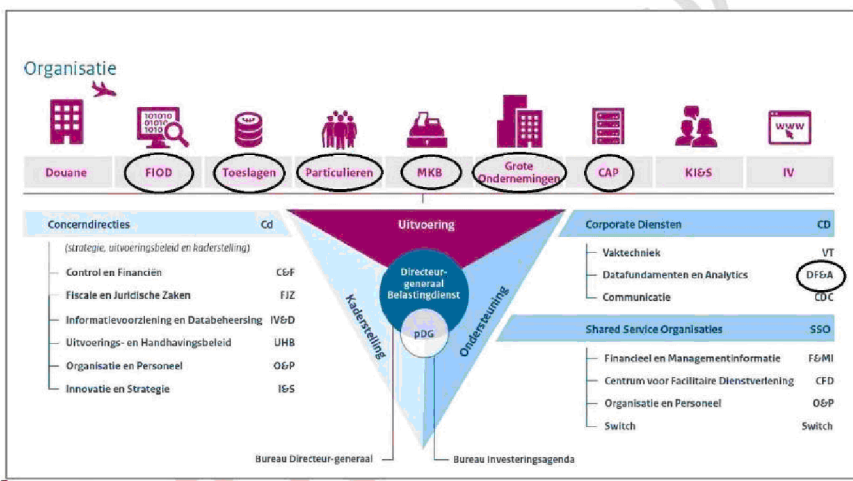 Organisatie
101010
01010
1010
www
Douane
FIOD
Toeslagen
Particulieren
MKB
Grote
Ondernemingen
CAP
KI&S
IV
Concerndirecties Cd
(strategie, uitvoeringsbeleid en kaderstelling)
Control en Financiën C&F
Fiscale en Juridische Zaken FJZ
Informatievoorziening en Databeheersing IV&D
Uitvoerings- en Handhavingsbeleid UHB
Organisatie en Personeel O&P
Innovatie en Strategie I&S
Uitvoering
Directeur-
generaal
Belastingdienst
pDG
Kaderstelling
Ondersteuning
Corporate Diensten CD
Vaktechniek VT
Datafundamenten en Analytics DF&A
Communicatie CDC
Shared Service Organisaties SSO
Financieel en Managementinformatie F&MI
Centrum voor Facilitaire Dienstverlening CFD
Organisatie en Personeel O&P
Switch Switch
Bureau Directeur-generaal
Bureau Investeringsagenda